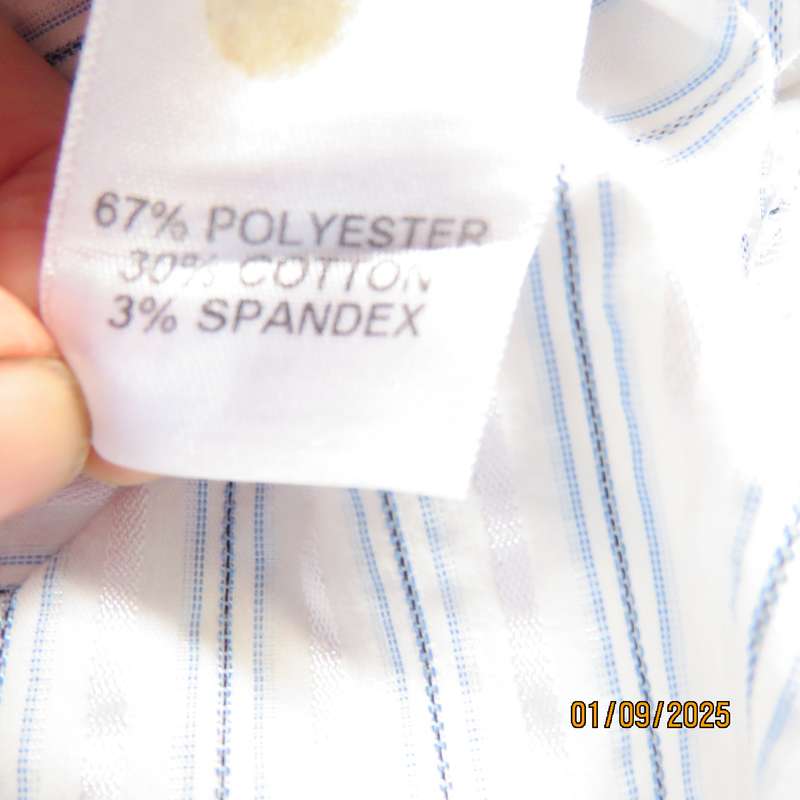 67% POLYESTER
30% COTTON
3% SPANDEX
01/09/2025